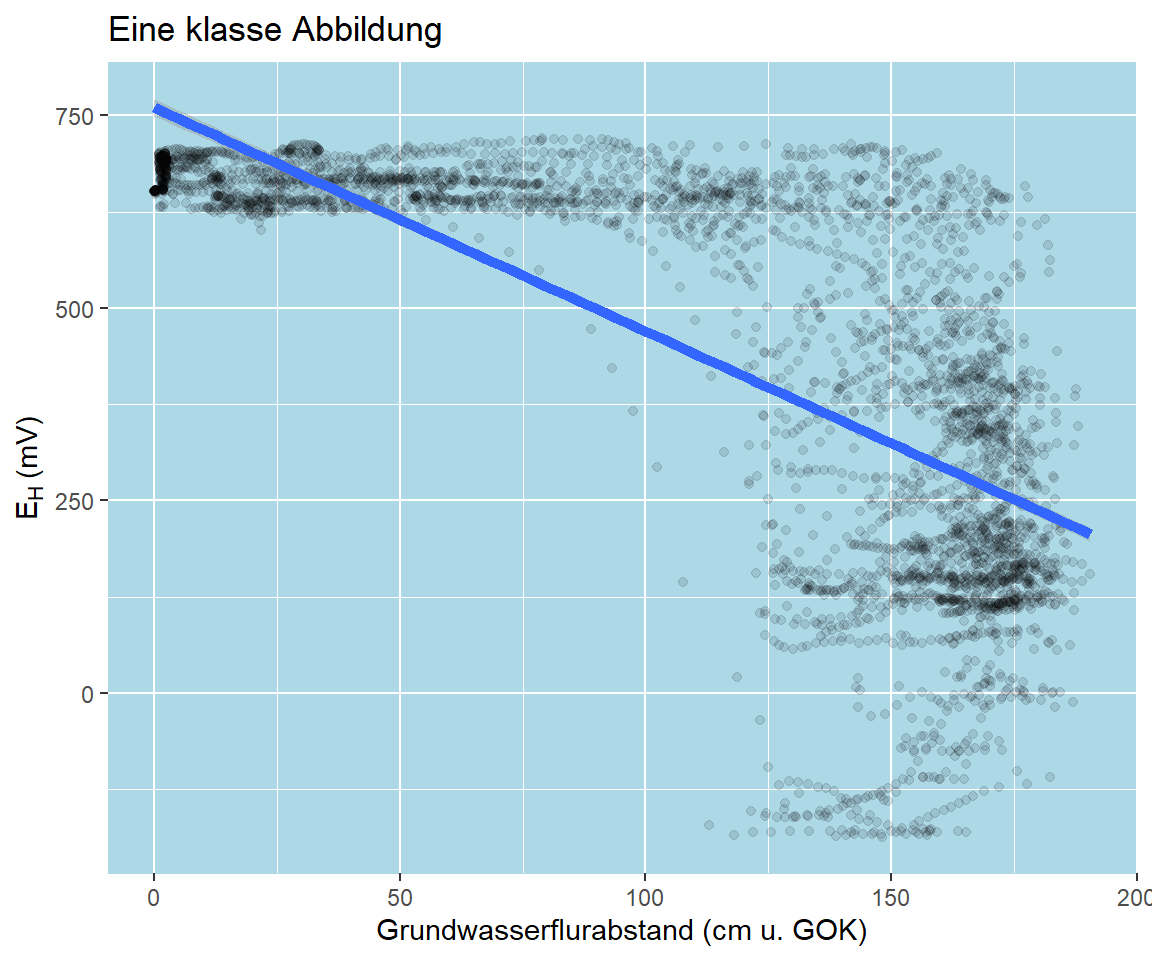 Eine klasse Abbildung
750
500
250
0
E_H (mV)
0 50 100 150 200
Grundwasserflurabstand (cm u. GOK)